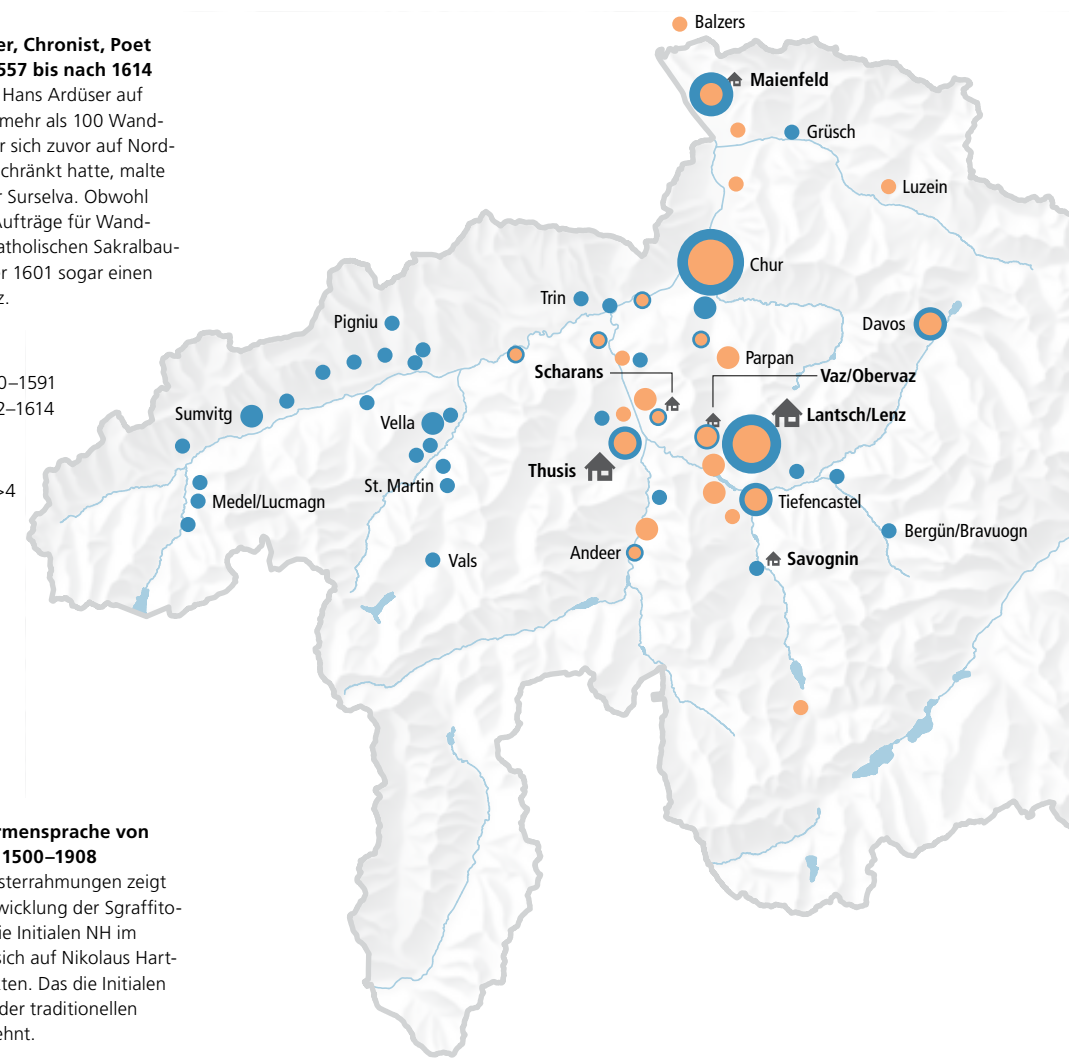 er, Chronist, Poet
557 bis nach 1614
Hans Ardüser auf
mehr als 100 Wand-
r sich zuvor auf Nord-
chränkt hatte, malte
r Surselva. Obwohl
Aufträge für Wand-
atholischen Sakralbau-
er 1601 sogar einen
z.
0–1591
2–1614
>4
rmensprache von
1500–1908
sterrahmungen zeigt
wicklung der Sgraffito-
ie Initialen NH im
sich auf Nikolaus Hart-
kten. Das die Initialen
der traditionellen
ehnt.
Balzers
Maienfeld
Grüsch
Luzein
Chur
Trin
Pigniu
Davos
Parpan
Scharans
Vaz/Obervaz
Sumvitg
Vella
Lantsch/Lenz
Thusis
St. Martin
Medel/Lucmagn
Tiefencastel
Bergün/Bravuogn
Andeer
Vals
Savognin